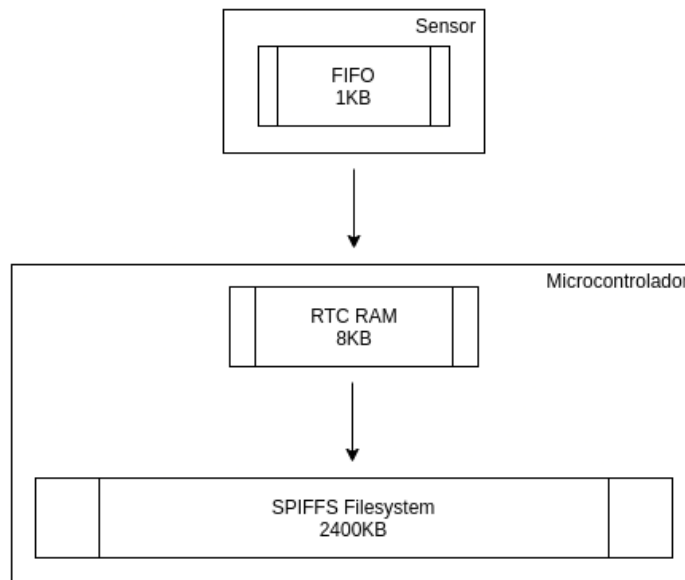 Sensor
FIFO
1KB
Microcontrolador
RTC RAM
8KB
SPIFFS Filesystem
2400KB